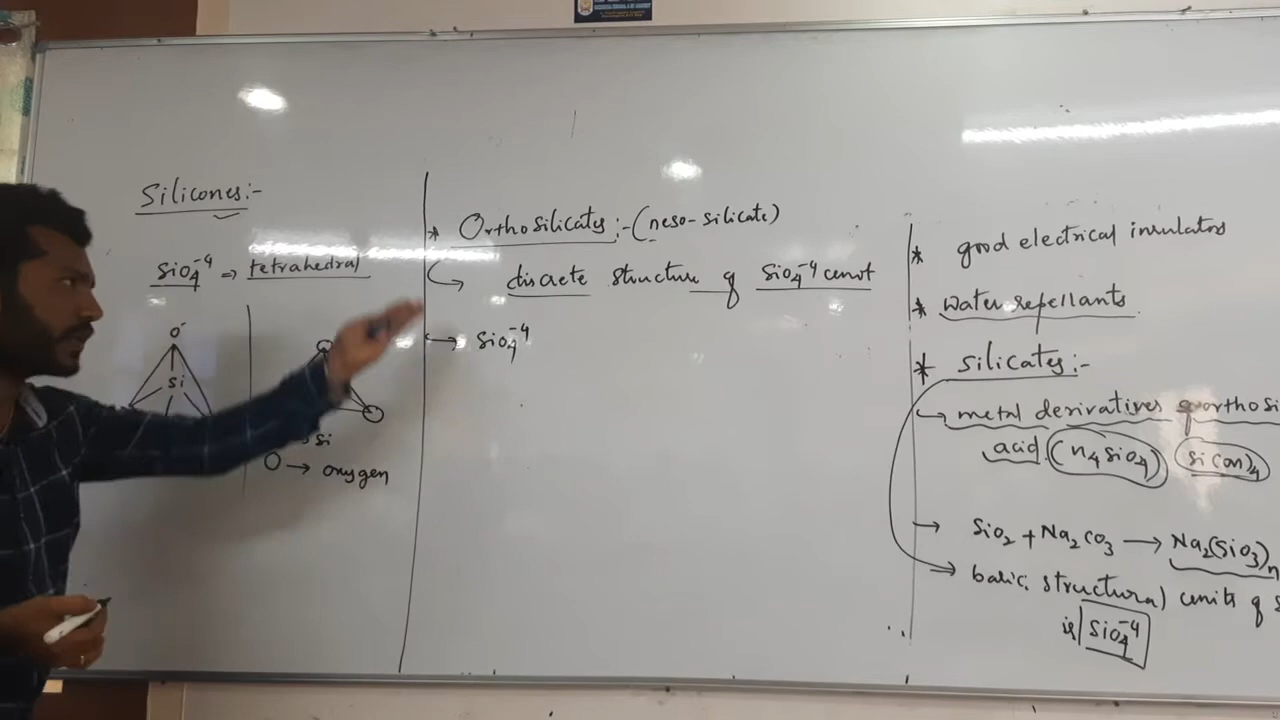 Silicones:-
SiO₄⁻⁴ ⇒ tetrahedral
O⁻
Si
Si
O → oxygen
* Orthosilicates:- (neso-silicate)
discrete structure of SiO₄⁻⁴ unit
→ SiO₄⁻⁴
* good electrical insulators
* Water repellants
* Silicates:-
→ metal derivatives of orthosi
acid (H₄SiO₄) Si(OH)₄
→ SiO₂ + Na₂CO₃ → Na₂(SiO₃)n
→ basic structural units of s
is SiO₄⁻⁴